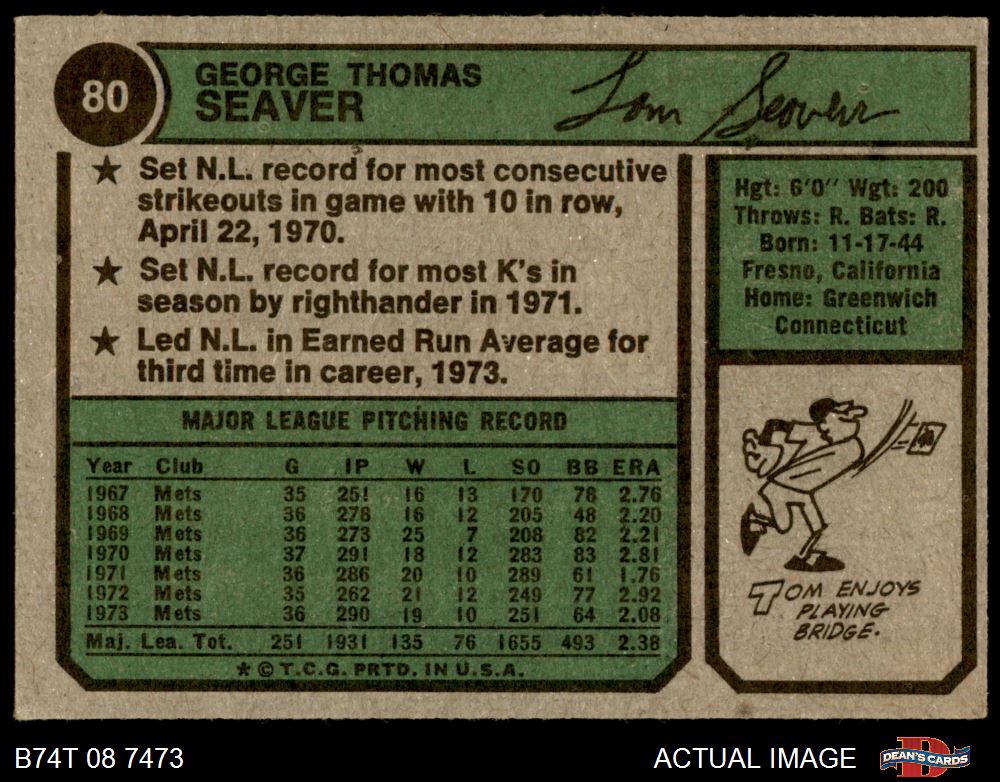 80
GEORGE THOMAS
SEAVER
Tom Seaver
★ Set N.L. record for most consecutive
strikeouts in game with 10 in row,
April 22, 1970.
★ Set N.L. record for most K's in
season by righthander in 1971.
★ Led N.L. in Earned Run Average for
third time in career, 1973.
Hgt: 6'0" Wgt: 200
Throws: R. Bats: R.
Born: 11-17-44
Fresno, California
Home: Greenwich
Connecticut
MAJOR LEAGUE PITCHING RECORD
Year Club G IP W L SO BB ERA
1967 Mets 35 251 16 13 170 78 2.76
1968 Mets 36 278 16 12 205 48 2.20
1969 Mets 36 273 25 7 208 82 2.21
1970 Mets 37 291 18 12 283 83 2.81
1971 Mets 36 286 20 10 289 61 1.76
1972 Mets 35 262 21 12 249 77 2.92
1973 Mets 36 290 19 10 251 64 2.08
Maj. Lea. Tot. 251 1931 135 76 1655 493 2.38
★ © T.C.G. PRTD. IN U.S.A.
TOM ENJOYS
PLAYING
BRIDGE.
B74T 08 7473
ACTUAL IMAGE
DEAN'S CARDS